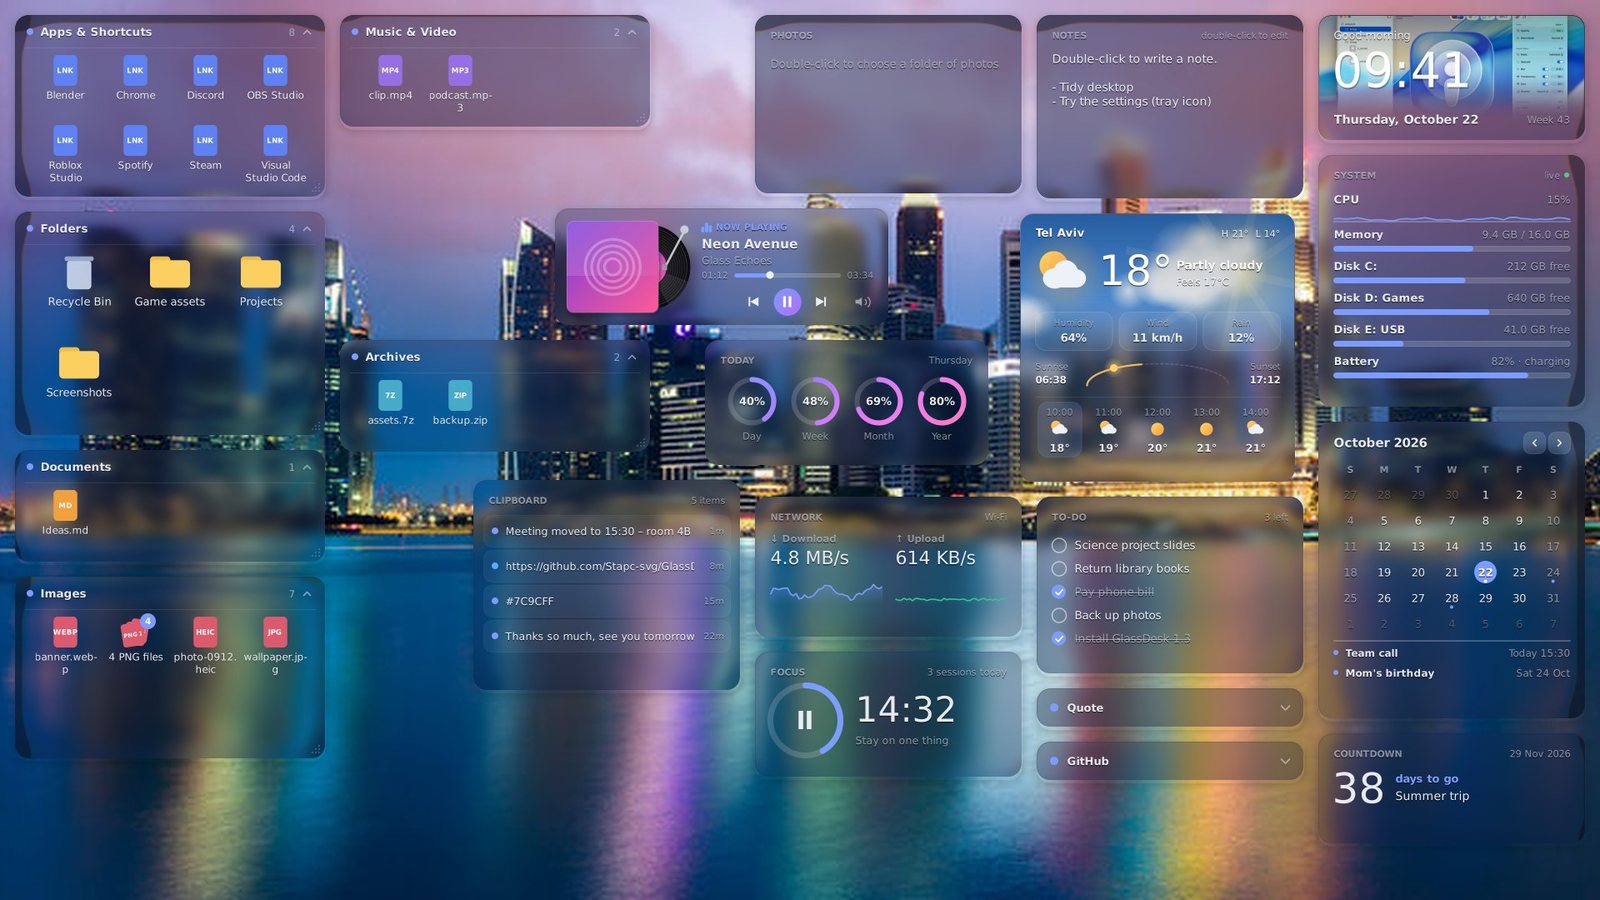 Apps & Shortcuts 8
LNK LNK LNK LNK
Blender Chrome Discord OBS Studio
LNK LNK LNK LNK
Roblox Studio Spotify Steam Visual Studio Code
Folders 4
Recycle Bin Game assets Projects
Screenshots
Documents 1
MD
Ideas.md
Images 7
WEBP PNG 4 HEIC JPG
banner.web-
p
4 PNG files
photo-0912.
heic
wallpaper.jp-
g
Music & Video 2
MP4 MP3
clip.mp4
podcast.mp-
3
Archives 2
7Z ZIP
assets.7z backup.zip
NOW PLAYING
Neon Avenue
Glass Echoes
01:12 03:34
TODAY Thursday
40% 48% 69% 80%
Day Week Month Year
CLIPBOARD 5 items
Meeting moved to 15:30 – room 4B 1m
https://github.com/Stapc-svg/Glass 8m
#7C9CFF 15m
Thanks so much, see you tomorrow 22m
PHOTOS
Double-click to choose a folder of photos
NETWORK Wi-Fi
↓ Download ↑ Upload
4.8 MB/s 614 KB/s
FOCUS 3 sessions today
14:32
Stay on one thing
NOTES double-click to edit
Double-click to write a note.
- Tidy desktop
- Try the settings (tray icon)
Tel Aviv H 21° L 14°
18° Partly cloudy
Feels 17°C
Humidity Wind Rain
64% 11 km/h 12%
Sunrise Sunset
06:38 17:12
10:00 11:00 12:00 13:00 14:00
18° 19° 20° 21° 21°
TO-DO 3 left
Science project slides
Return library books
Pay phone bill
Back up photos
Install GlassDesk 1.3
Quote
GitHub
Good morning
09:41
Thursday, October 22 Week 43
SYSTEM live
CPU 15%
Memory 9.4 GB / 16.0 GB
Disk C: 212 GB free
Disk D: Games 640 GB free
Disk E: USB 41.0 GB free
Battery 82% · charging
October 2026
S M T W T F S
27 28 29 30 1 2 3
4 5 6 7 8 9 10
11 12 13 14 15 16 17
18 19 20 21 22 23 24
25 26 27 28 29 30 31
1 2 3 4 5 6 7
Team call Today 15:30
Mom's birthday Sat 24 Oct
COUNTDOWN 29 Nov 2026
38 days to go
Summer trip